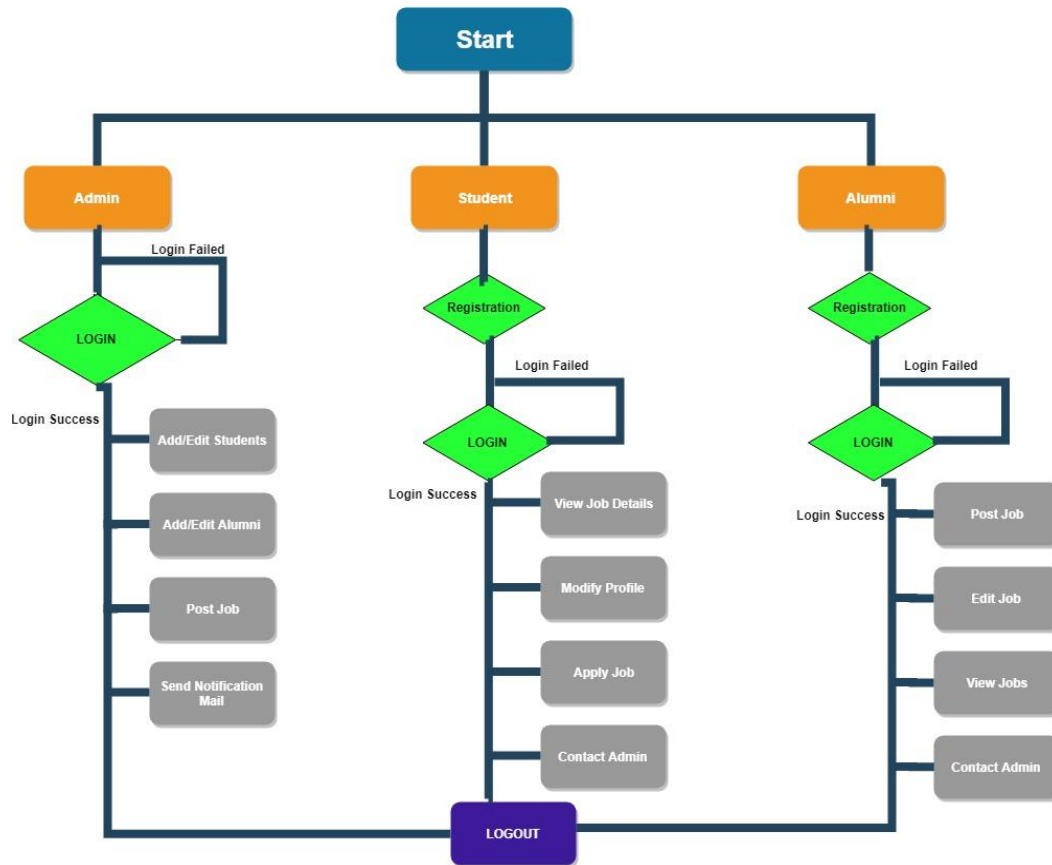 Start
Admin
Student
Alumni
Login Failed
Registration
Registration
LOGIN
Login Failed
Login Failed
Login Success
Add/Edit Students
LOGIN
LOGIN
Login Success
View Job Details
Login Success
Post Job
Add/Edit Alumni
Modify Profile
Edit Job
Post Job
Apply Job
View Jobs
Send Notification
Mail
Contact Admin
Contact Admin
LOGOUT